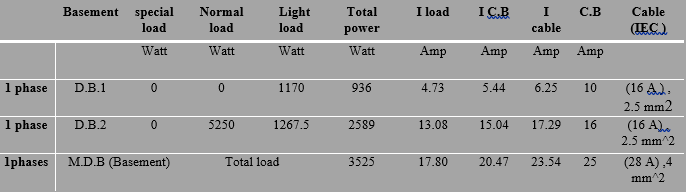 Basement special load Normal load Light load Total power I load I C.B I cable C.B Cable (IEC)
Watt Watt Watt Watt Amp Amp Amp Amp
1 phase D.B.1 0 0 1170 936 4.73 5.44 6.25 10 (16 A), 2.5 mm2
1 phase D.B.2 0 5250 1267.5 2589 13.08 15.04 17.29 16 (16 A), 2.5 mm^2
1phases M.D.B (Basement) Total load 3525 17.80 20.47 23.54 25 (28 A) ,4 mm^2